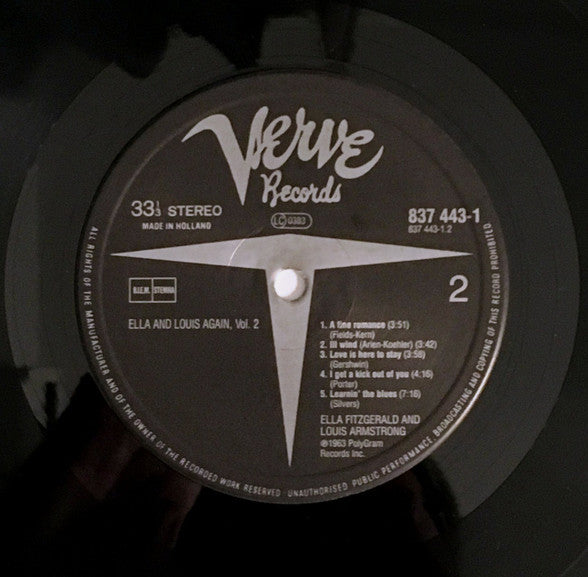 Verve
Records
33⅓ STEREO
MADE IN HOLLAND
LC 0383
837 443-1
837 443-1.2
B.I.E.M. STEMRA
2
ELLA AND LOUIS AGAIN, Vol. 2
1. A fine romance (3:51)
(Fields-Kern)
2. Ill wind (Arlen-Koehler) (3:42)
3. Love is here to stay (3:58)
(Gershwin)
4. I get a kick out of you (4:16)
(Porter)
5. Learnin' the blues (7:16)
(Silvers)
ELLA FITZGERALD AND
LOUIS ARMSTRONG
℗1963 PolyGram
Records Inc.
ALL RIGHTS OF THE MANUFACTURER AND OF THE OWNER OF THE RECORDED WORK RESERVED · UNAUTHORISED PUBLIC PERFORMANCE BROADCASTING AND COPYING OF THIS RECORD PROHIBITED